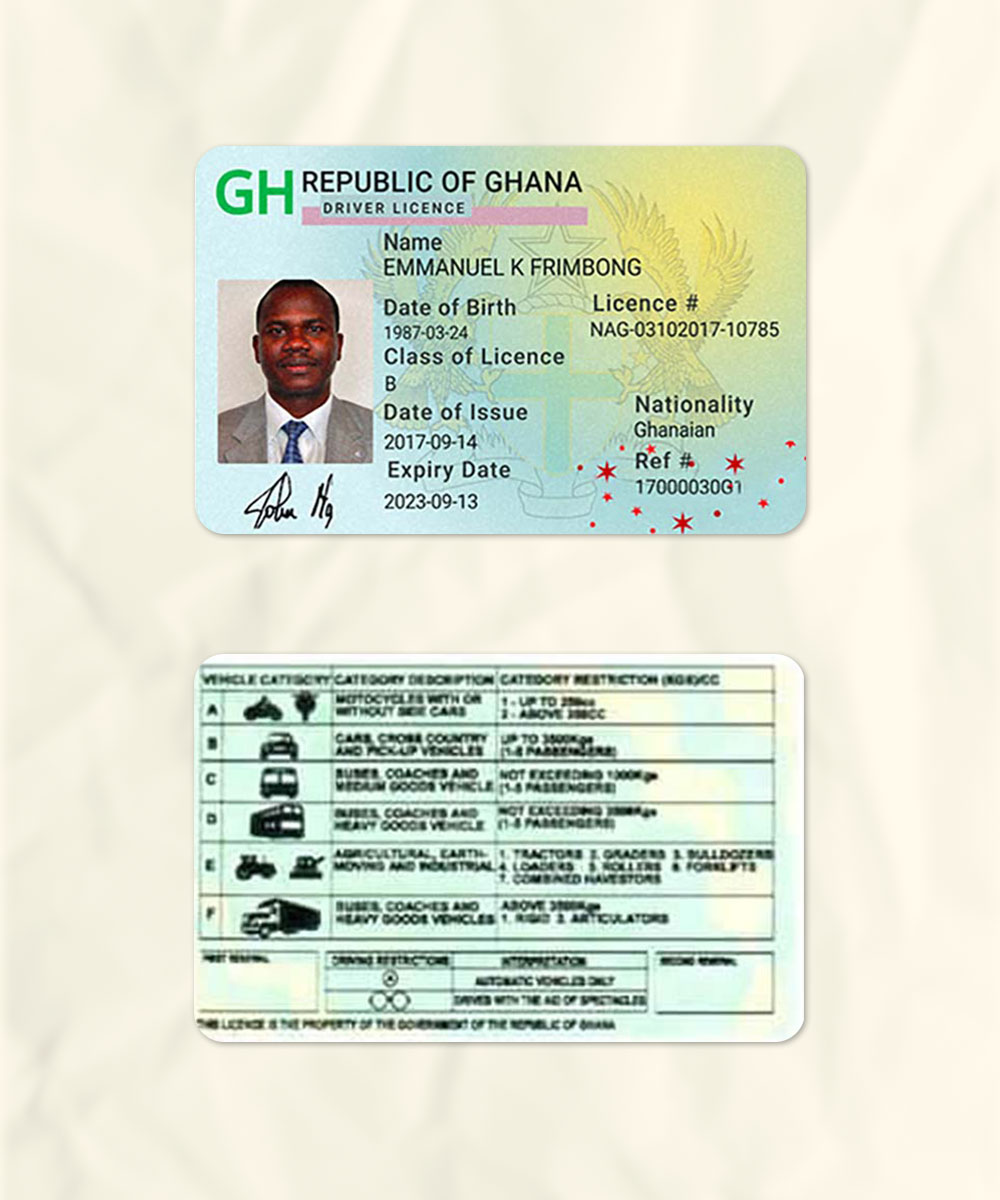 GH REPUBLIC OF GHANA
DRIVER LICENCE
Name
EMMANUEL K FRIMBONG
Date of Birth
Licence #
1987-03-24
NAG-03102017-10785
Class of Licence
B
Date of Issue
Nationality
2017-09-14
Ghanaian
Expiry Date
Ref #
2023-09-13
VEHICLE CATEGORY CATEGORY DESCRIPTION CATEGORY RESTRICTION (KGS)/CC
A MOTOCYCLES WITH OR 1 - UP TO
WITHOUT SIDE CARS 2 - ABOVE
B CARS, CROSS COUNTRY UP TO 3500Kgs
AND PICK-UP VEHICLES (1-8 PASSENGERS)
C BUSES, COACHES AND NOT EXCEEDING
MEDIUM GOODS VEHICLE (1-5 PASSENGERS)
D BUSES, COACHES AND NOT EXCEEDING
HEAVY GOODS VEHICLE (1-5 PASSENGERS)
E AGRICULTURAL, EARTH- 1. TRACTORS 2. GRADERS 3. BULLDOZERS
MOVING AND INDUSTRIAL 4. LOADERS 5. ROLLERS 6. FORKLIFTS
7. COMBINED HAVESTORS
F BUSES, COACHES AND ABOVE 3500Kgs
HEAVY GOODS VEHICLES 1. RIGID 2. ARTICULATORS
FIRST RENEWAL DRIVING RESTRICTIONS INTERPRETATION SECOND RENEWAL
A AUTOMATIC VEHICLES ONLY
DRIVES WITH THE AID OF SPECTACLES
THIS LICENCE IS THE PROPERTY OF THE GOVERNMENT OF THE REPUBLIC OF GHANA